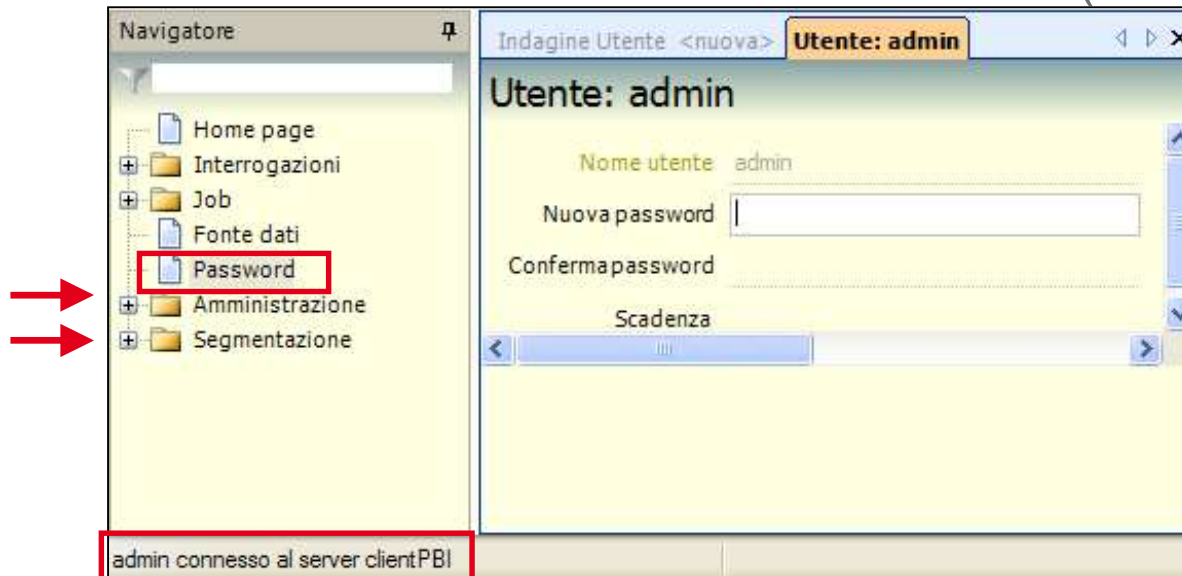 Navigatore
Home page
Interrogazioni
Job
Fonte dati
Password
Amministrazione
Segmentazione
Indagine Utente <nuova>
Utente: admin
Utente: admin
Nome utente admin
Nuova password
Conferma password
Scadenza
admin connesso al server clientPBI